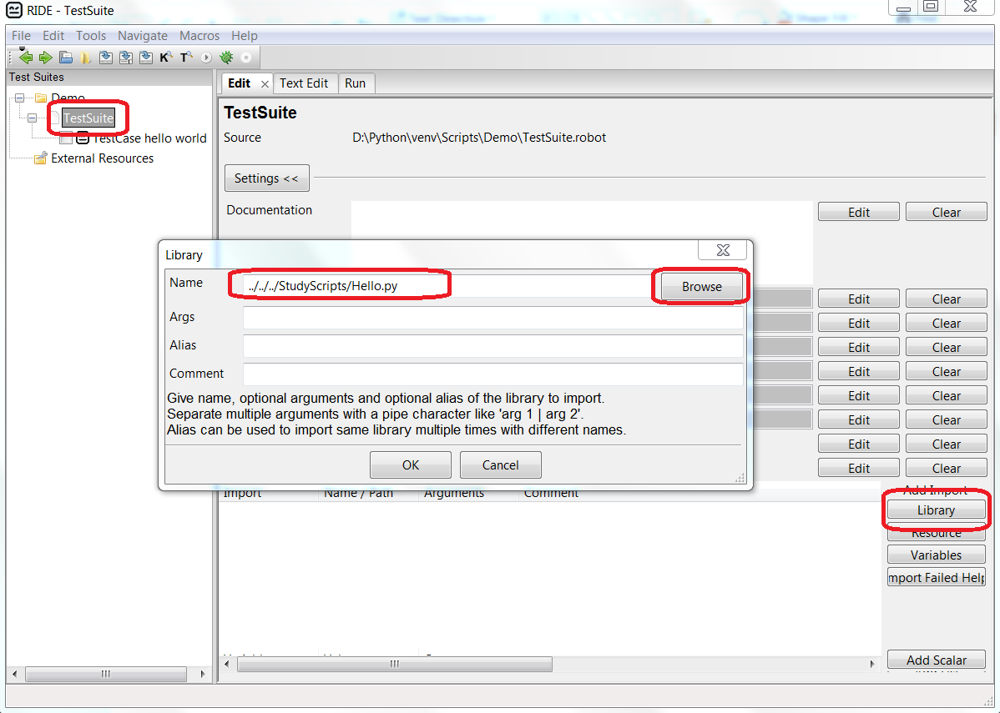 RIDE - TestSuite
File Edit Tools Navigate Macros Help
K T
Test Suites
Demo
TestSuite
TestCase hello world
External Resources
Edit Text Edit Run
TestSuite
Source D:\Python\venv\Scripts\Demo\TestSuite.robot
Settings <<
Documentation Edit Clear
Library
Name ../../../StudyScripts/Hello.py Browse
Args
Alias
Comment
Give name, optional arguments and optional alias of the library to import.
Separate multiple arguments with a pipe character like 'arg 1 | arg 2'.
Alias can be used to import same library multiple times with different names.
OK Cancel
Edit Clear
Edit Clear
Edit Clear
Edit Clear
Edit Clear
Edit Clear
Edit Clear
Edit Clear
Import Name / Path Arguments Comment
Add Import
Library
Resource
Variables
mport Failed Help
Add Scalar